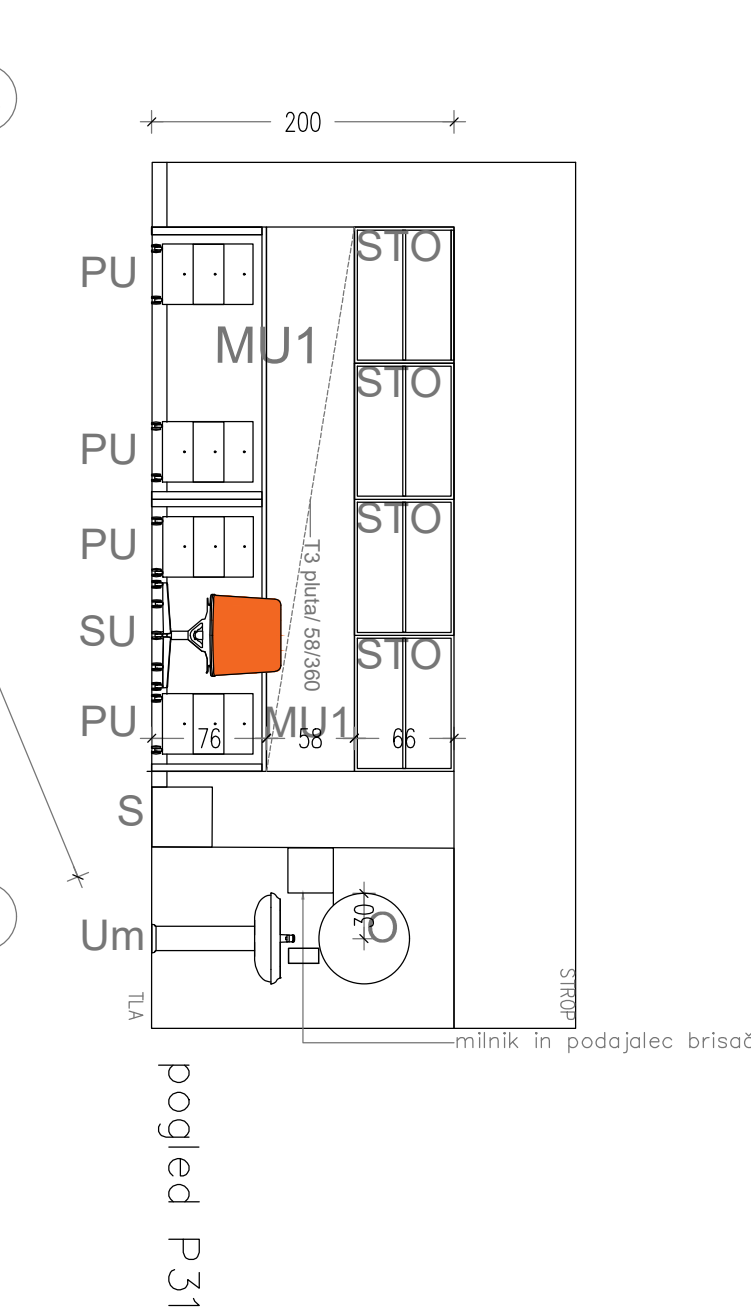 200
PU
STO
MU1
STO
PU
STO
PU
T3 pluta/ 58/360
SU
STO
PU
MU1
76
58
66
S
30
O
Um
TLA
STROP
milnik in podajalec brisač
pogled P31